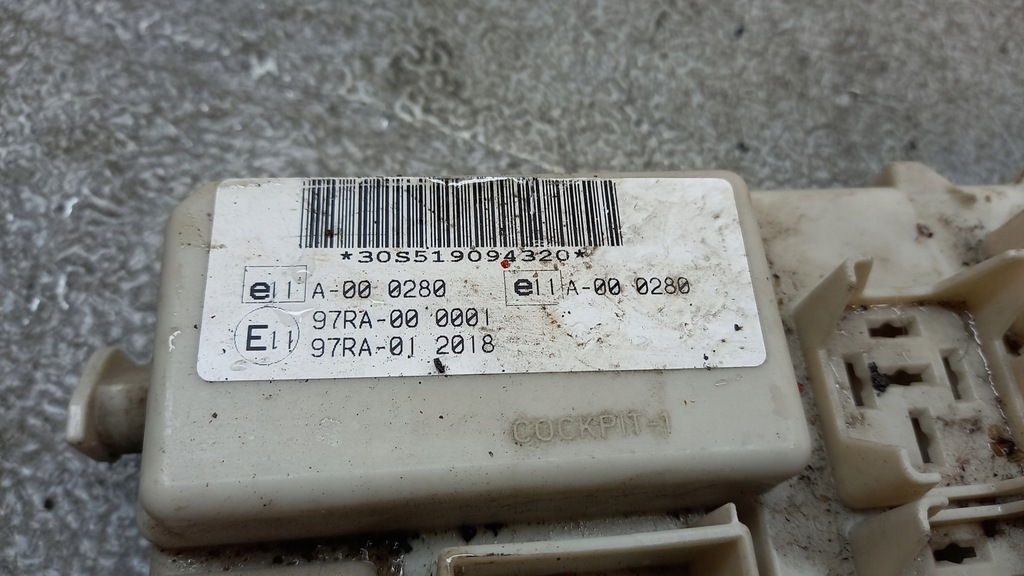 *30S519094320*
e11 A-00 0280 e11 A-00 0280
E11 97RA-00 0001
97RA-01 2018
COCKPIT-1